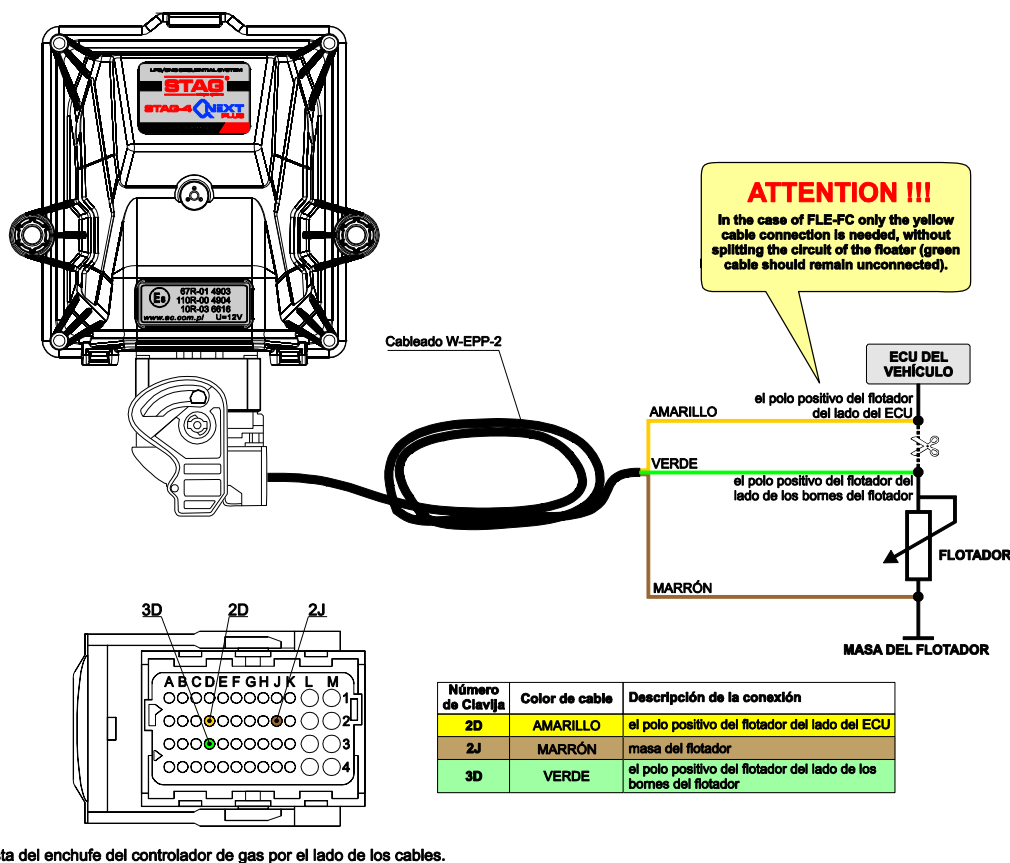 LPG/CNG SEQUENTIAL SYSTEM
STAG
STAG-4 QNEXT
PLUS
E8
67R-01 4903
110R-00 4904
10R-03 6616
www.ac.com.pl U=12V
ATTENTION !!!
In the case of FLE-FC only the yellow
cable connection is needed, without
splitting the circuit of the floater (green
cable should remain unconnected).
Cableado W-EPP-2
ECU DEL
VEHÍCULO
el polo positivo del flotador
del lado del ECU
AMARILLO
VERDE
el polo positivo del flotador del
lado de los bornes del flotador
FLOTADOR
MARRÓN
MASA DEL FLOTADOR
3D 2D 2J
A B C D E F G H J K L M
1
2
3
4
Número de Clavija Color de cable Descripción de la conexión
2D AMARILLO el polo positivo del flotador del lado del ECU
2J MARRÓN masa del flotador
3D VERDE el polo positivo del flotador del lado de los
bornes del flotador
sta del enchufe del controlador de gas por el lado de los cables.